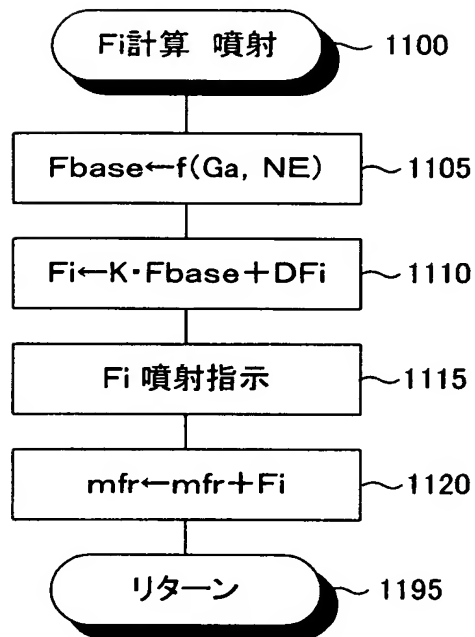 Fi計算 噴射 1100
Fbase←f(Ga, NE) 1105
Fi←K・Fbase+DFi 1110
Fi 噴射指示 1115
mfr←mfr+Fi 1120
リターン 1195